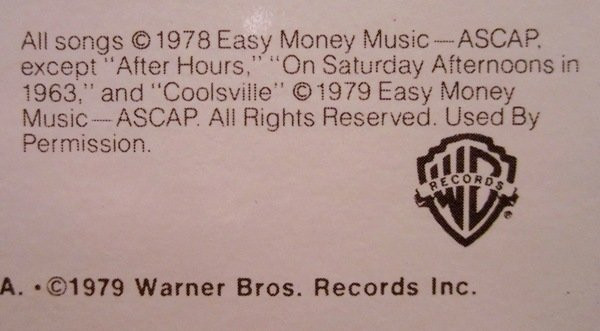 All songs © 1978 Easy Money Music—ASCAP,
except "After Hours," "On Saturday Afternoons in
1963," and "Coolsville" © 1979 Easy Money
Music—ASCAP. All Rights Reserved. Used By
Permission.
WB
RECORDS
®
A. • ©1979 Warner Bros. Records Inc.